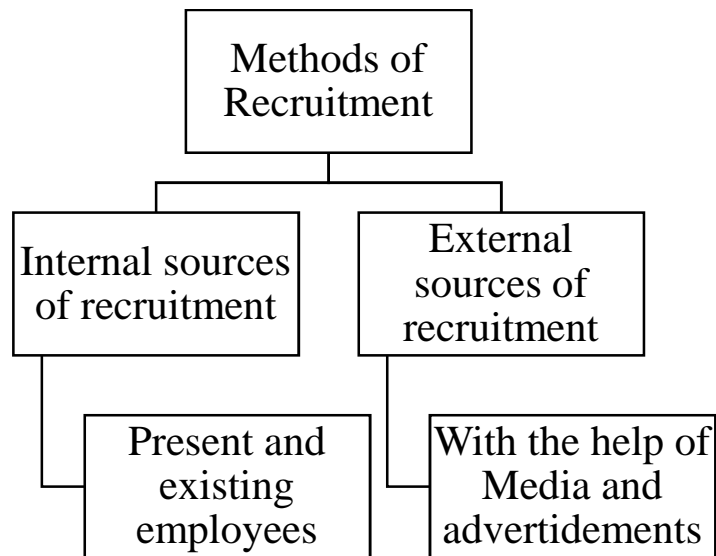 Methods of
Recruitment
Internal sources
of recruitment
External
sources of
recruitment
Present and
existing
employees
With the help of
Media and
advertidements